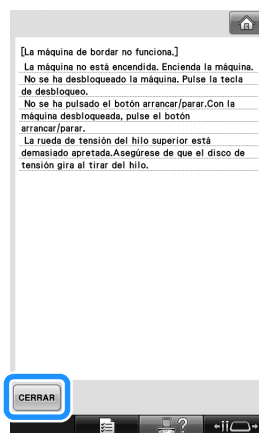 [La máquina de bordar no funciona.]
La máquina no está encendida. Encienda la máquina.
No se ha desbloqueado la máquina. Pulse la tecla
de desbloqueo.
No se ha pulsado el botón arrancar/parar.Con la
máquina desbloqueada, pulse el botón
arrancar/parar.
La rueda de tensión del hilo superior está
demasiado apretada.Asegúrese de que el disco de
tensión gira al tirar del hilo.
CERRAR
?